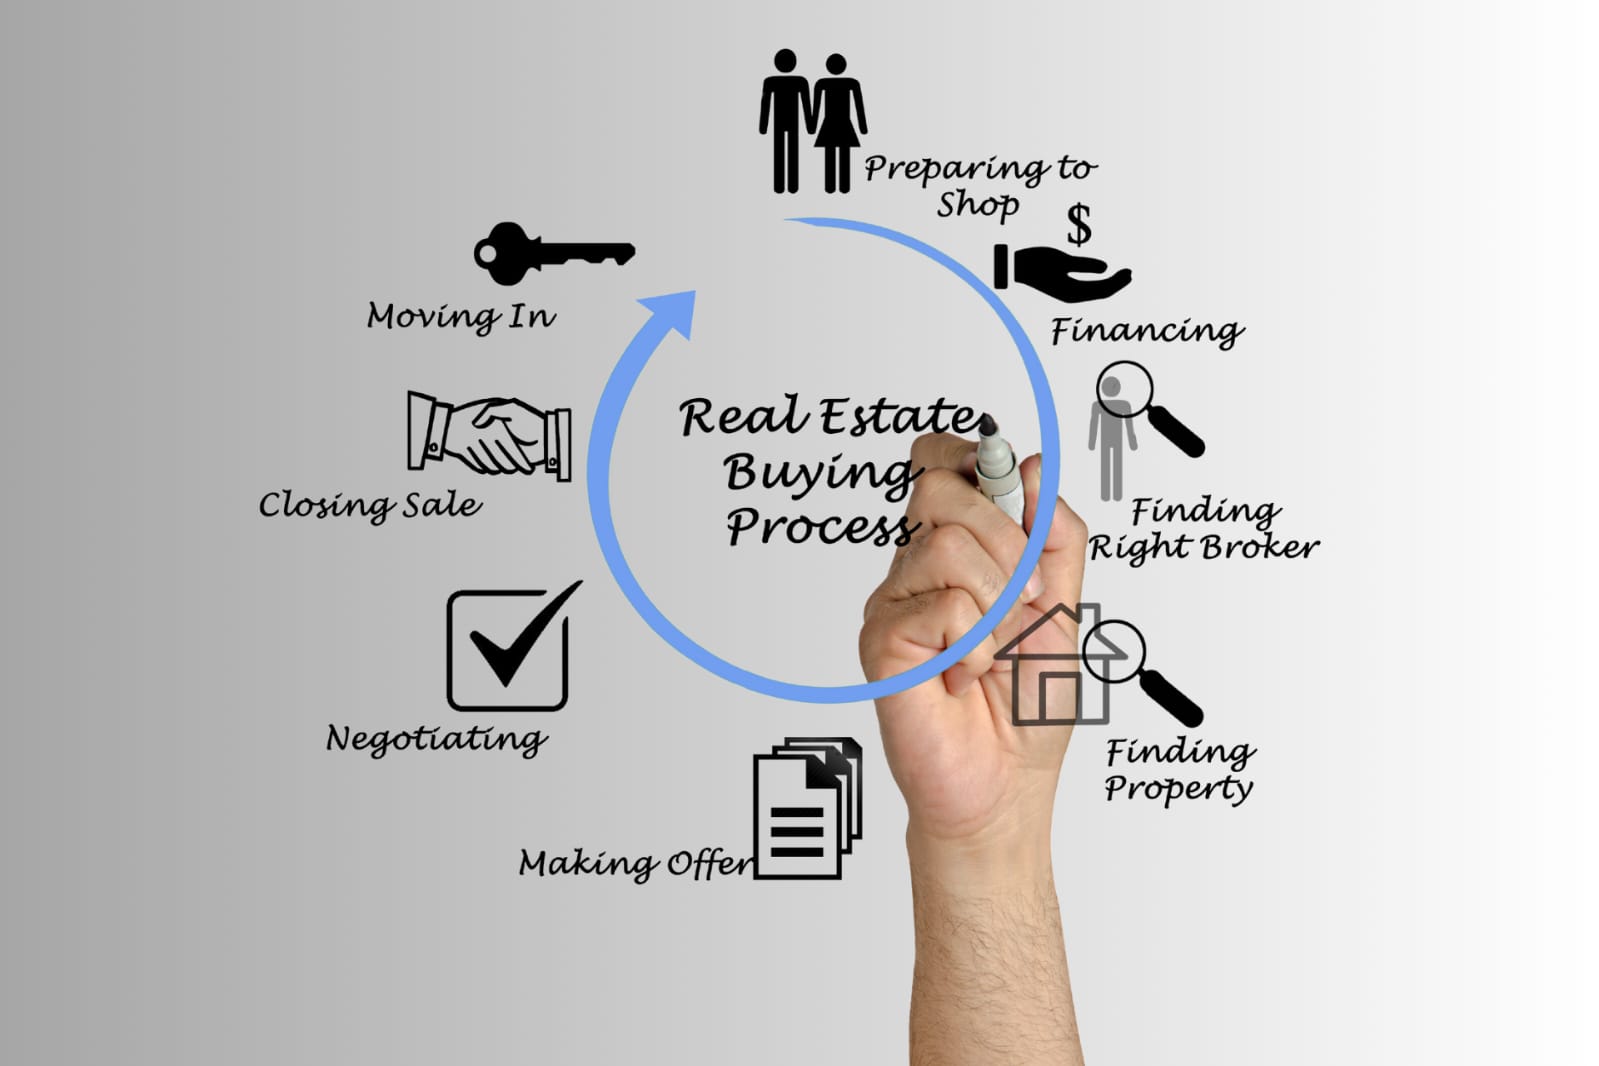 Preparing to
Shop
$
Financing
Finding
Right Broker
Finding
Property
Making Offer
Negotiating
Closing Sale
Moving In
Real Estate
Buying
Process